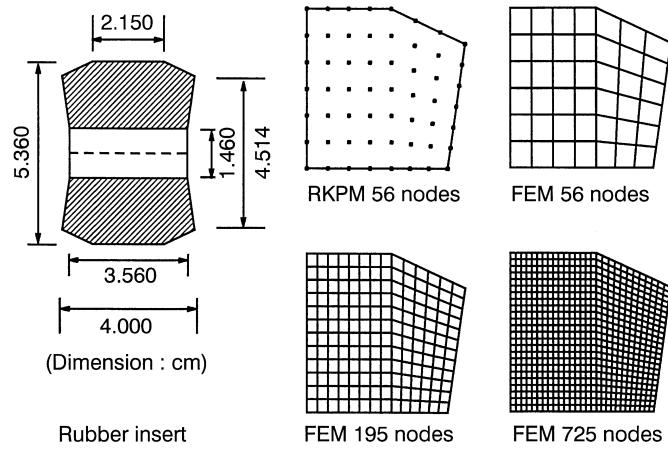 2.150
5.360
1.460
4.514
3.560
4.000
(Dimension : cm)
Rubber insert
RKPM 56 nodes
FEM 56 nodes
FEM 195 nodes
FEM 725 nodes